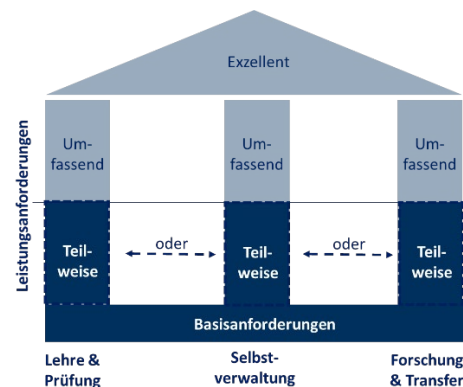 Exzellent
Leistungsanforderungen
Um-
fassend
Um-
fassend
Um-
fassend
Teil-
weise
oder
Teil-
weise
oder
Teil-
weise
Basisanforderungen
Lehre &
Prüfung
Selbst-
verwaltung
Forschung
& Transfer